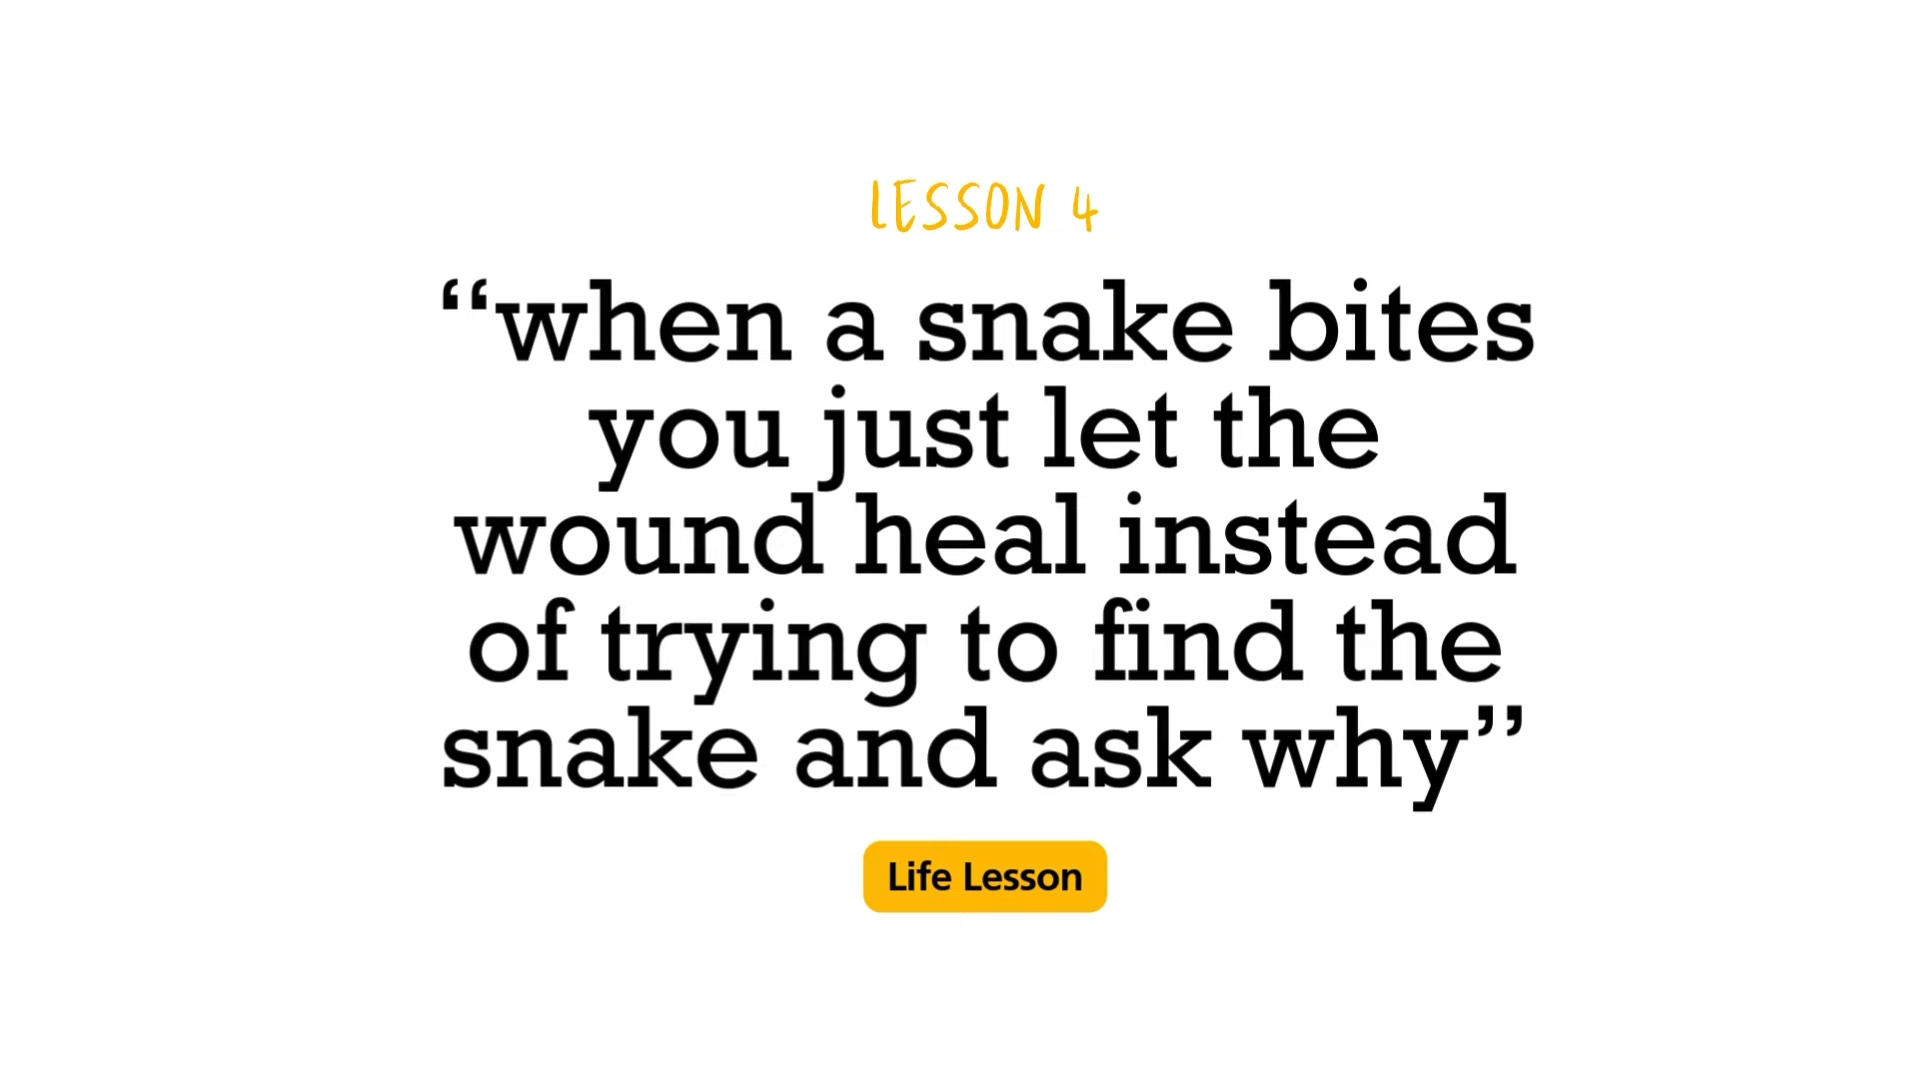 LESSON 4
“when a snake bites
you just let the
wound heal instead
of trying to find the
snake and ask why”
Life Lesson